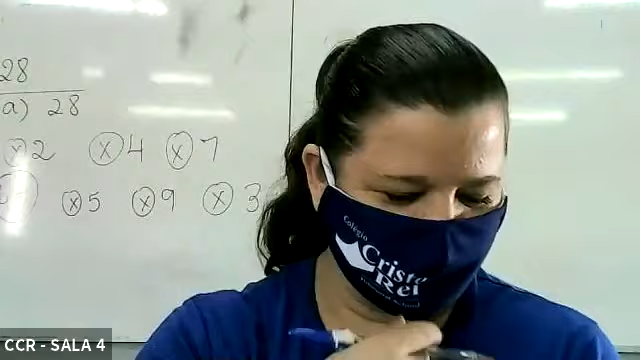 28
a) 28
(x) 2 (x) 4 (x) 7
(x) 5 (x) 9 (x) 3
Colégio
Cristo
Rei
CCR - SALA 4